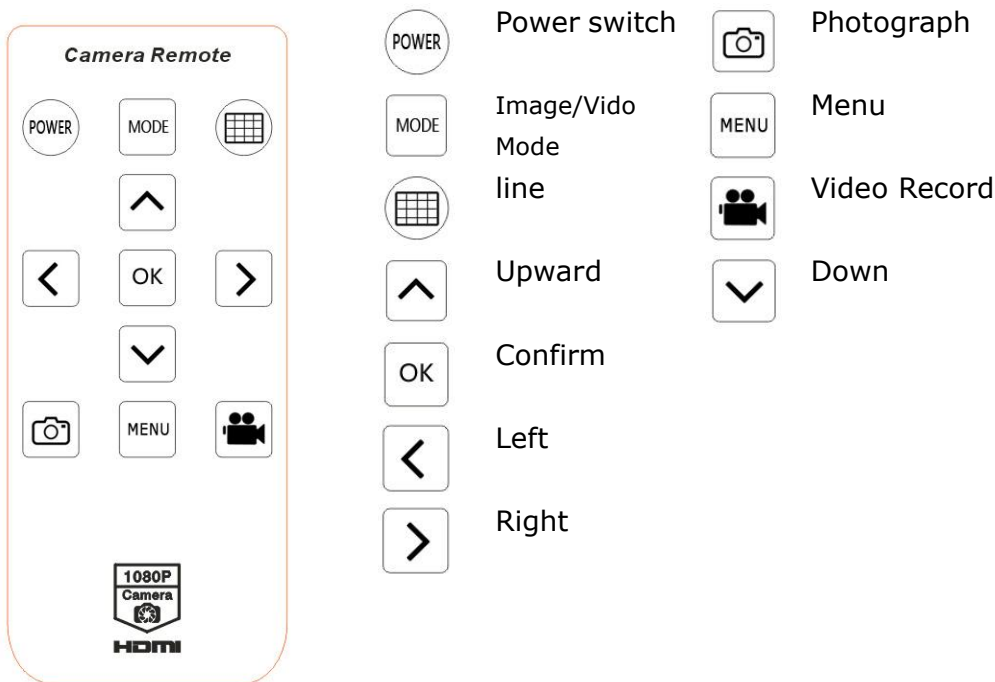 Camera Remote
POWER MODE
OK
MENU
1080P
Camera
HDMI
POWER Power switch
MODE Image/Vido
Mode
line
Upward
OK Confirm
Left
Right
Photograph
MENU Menu
Video Record
Down